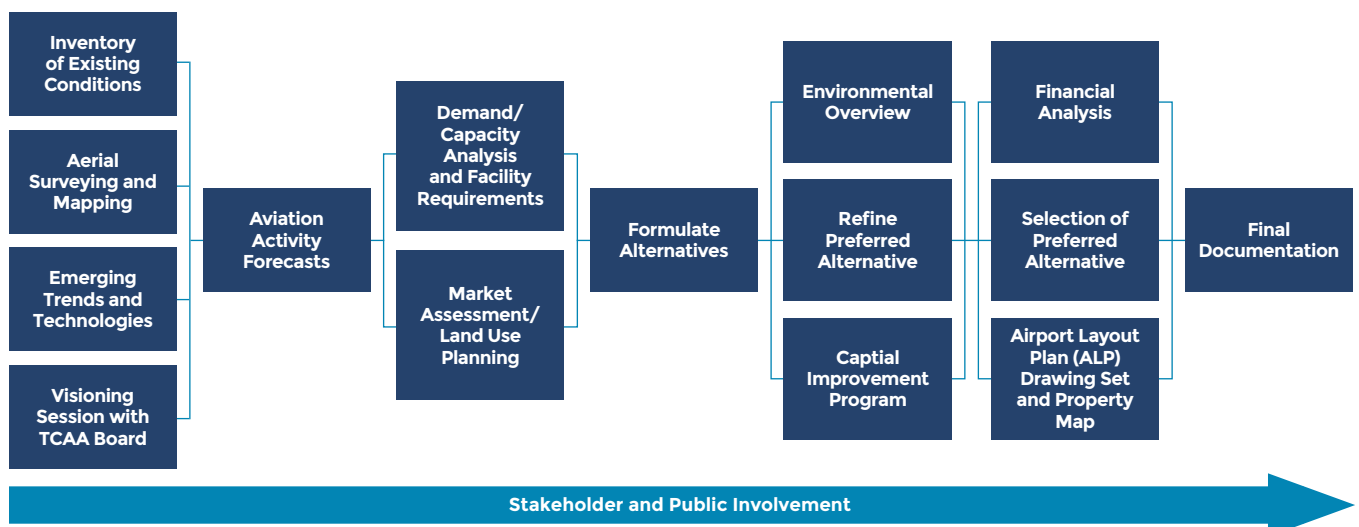 Inventory
of Existing
Conditions
Aerial
Surveying and
Mapping
Emerging
Trends and
Technologies
Visioning
Session with
TCAA Board
Aviation
Activity
Forecasts
Demand/
Capacity
Analysis
and Facility
Requirements
Market
Assessment/
Land Use
Planning
Formulate
Alternatives
Environmental
Overview
Refine
Preferred
Alternative
Captial
Improvement
Program
Financial
Analysis
Selection of
Preferred
Alternative
Airport Layout
Plan (ALP)
Drawing Set
and Property
Map
Final
Documentation
Stakeholder and Public Involvement